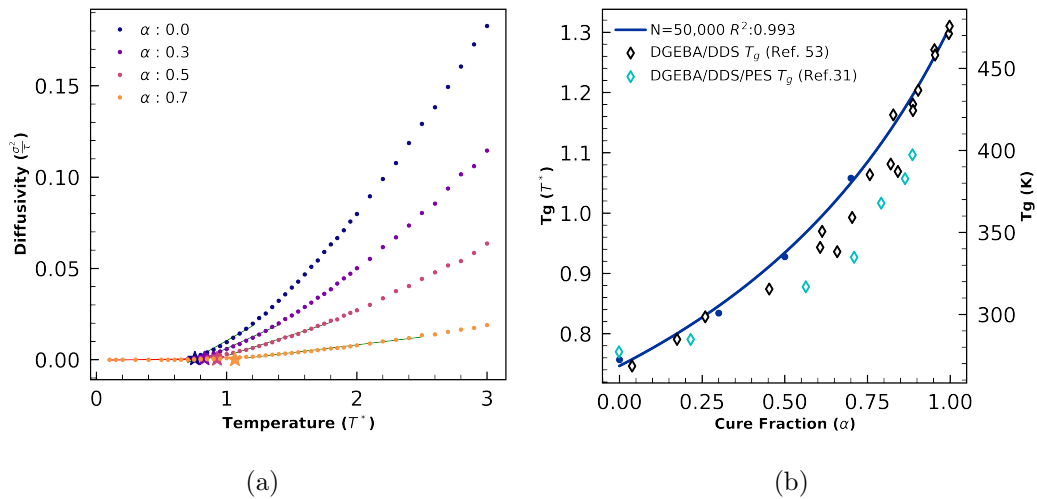 α : 0.0
α : 0.3
α : 0.5
α : 0.7
0.15
0.10
0.05
0.00
Diffusivity (σ²/τ)
0 1 2 3
Temperature (T*)
(a)
N=50,000 R²:0.993
DGEBA/DDS Tg (Ref. 53)
DGEBA/DDS/PES Tg (Ref.31)
1.3
1.2
1.1
1.0
0.9
0.8
Tg (T*)
450
400
350
300
Tg (K)
0.00 0.25 0.50 0.75 1.00
Cure Fraction (α)
(b)